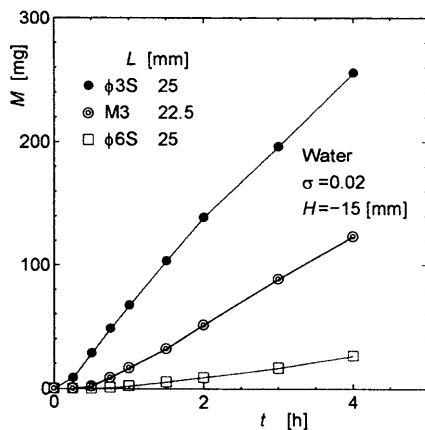 300
200
100
0
M [mg]
L [mm]
ϕ3S 25
M3 22.5
ϕ6S 25
Water
σ=0.02
H=−15 [mm]
0 2 4
t [h]